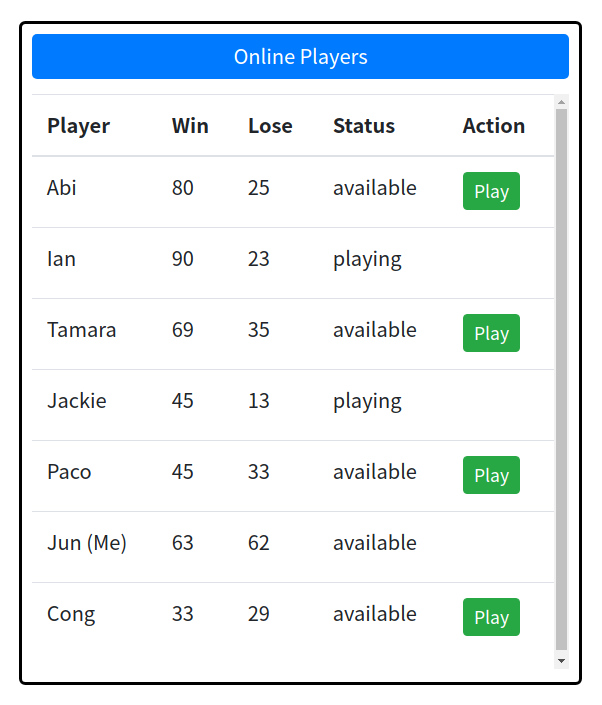 Online Players
Player Win Lose Status Action
Abi 80 25 available Play
Ian 90 23 playing
Tamara 69 35 available Play
Jackie 45 13 playing
Paco 45 33 available Play
Jun (Me) 63 62 available
Cong 33 29 available Play